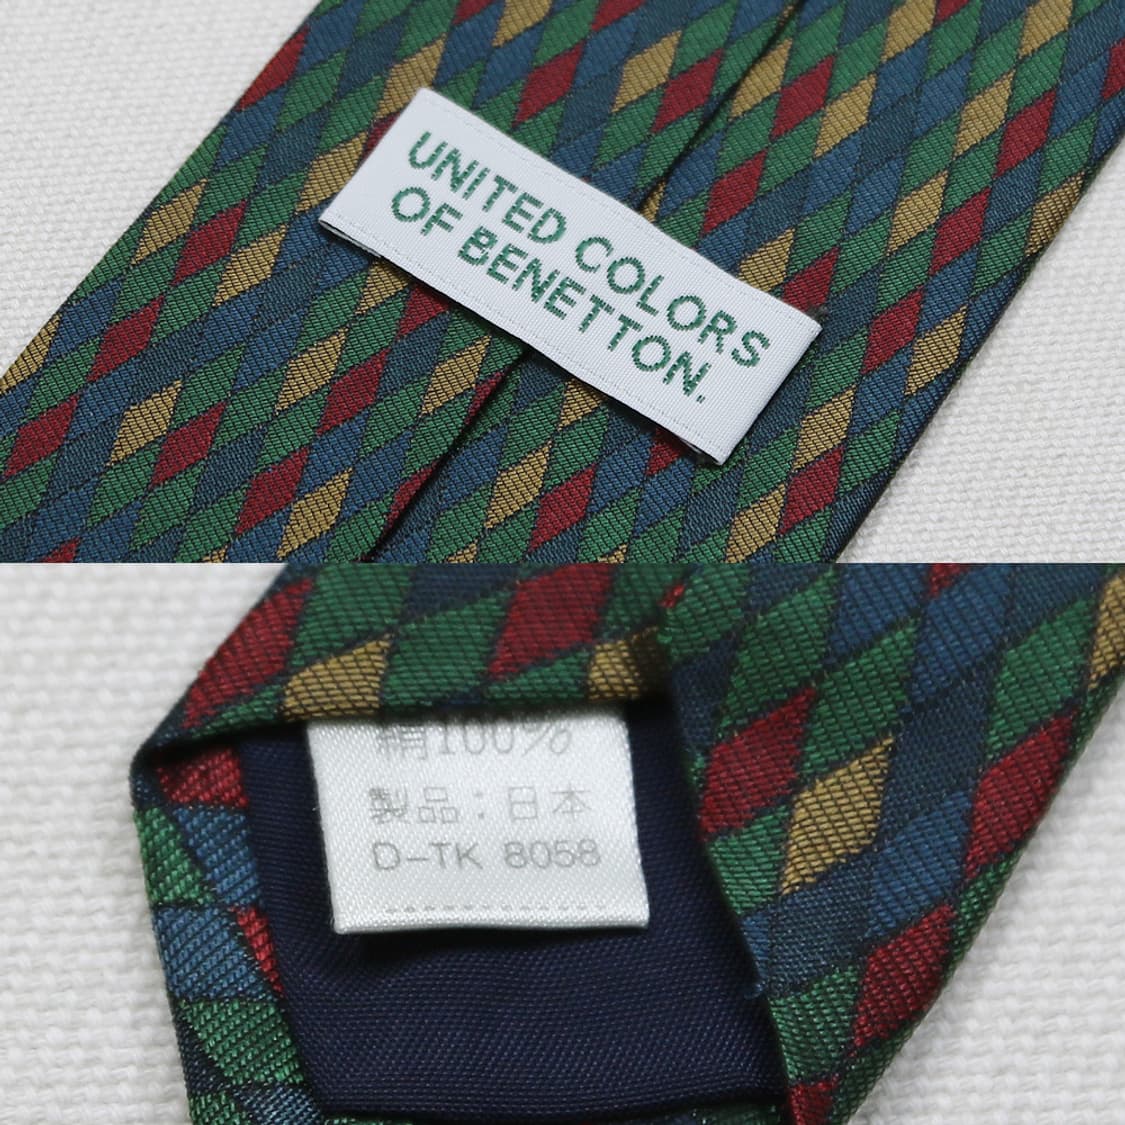 UNITED COLORS
OF BENETTON.
絹100%
製品:日本
D-TK 8058